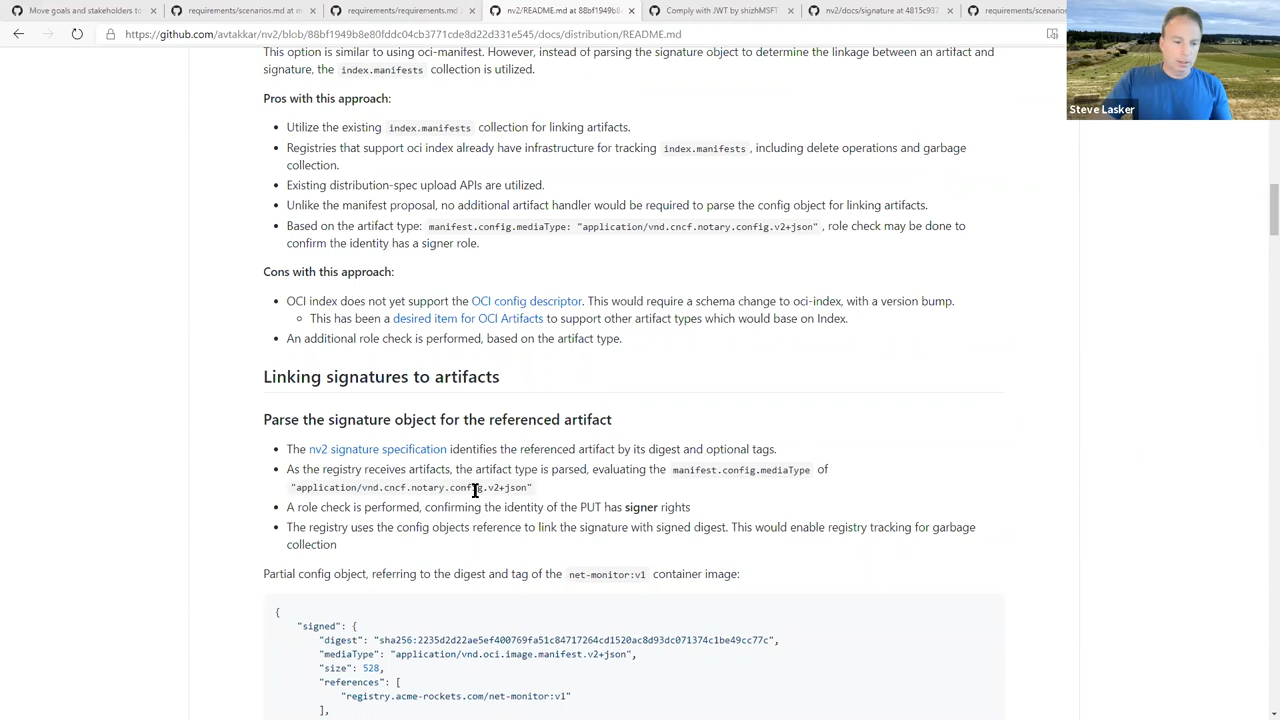 Move goals and stakeholders to
requirements/scenarios.md at m
requirements/requirements.md
nv2/README.md at 88bf1949b8
Comply with JWT by shizhMSFT
nv2/docs/signature at 4815c937
requirements/scenario
https://github.com/avtakkar/nv2/blob/88bf1949b8e80fddc04cb3771cde8d22d331e545/docs/distribution/README.md
Steve Lasker
This option is similar to using oci-manifest. However, instead of parsing the signature object to determine the linkage between an artifact and
signature, the index.manifests collection is utilized.
Pros with this approach:
• Utilize the existing index.manifests collection for linking artifacts.
• Registries that support oci index already have infrastructure for tracking index.manifests, including delete operations and garbage
collection.
• Existing distribution-spec upload APIs are utilized.
• Unlike the manifest proposal, no additional artifact handler would be required to parse the config object for linking artifacts.
• Based on the artifact type: manifest.config.mediaType: "application/vnd.cncf.notary.config.v2+json", role check may be done to
confirm the identity has a signer role.
Cons with this approach:
• OCI index does not yet support the OCI config descriptor. This would require a schema change to oci-index, with a version bump.
◦ This has been a desired item for OCI Artifacts to support other artifact types which would base on Index.
• An additional role check is performed, based on the artifact type.
Linking signatures to artifacts
Parse the signature object for the referenced artifact
• The nv2 signature specification identifies the referenced artifact by its digest and optional tags.
• As the registry receives artifacts, the artifact type is parsed, evaluating the manifest.config.mediaType of
"application/vnd.cncf.notary.config.v2+json"
• A role check is performed, confirming the identity of the PUT has signer rights
• The registry uses the config objects reference to link the signature with signed digest. This would enable registry tracking for garbage
collection
Partial config object, referring to the digest and tag of the net-monitor:v1 container image:
{
"signed": {
"digest": "sha256:2235d2d22ae5ef400769fa51c84717264cd1520ac8d93dc071374c1be49cc77c",
"mediaType": "application/vnd.oci.image.manifest.v2+json",
"size": 528,
"references": [
"registry.acme-rockets.com/net-monitor:v1"
],